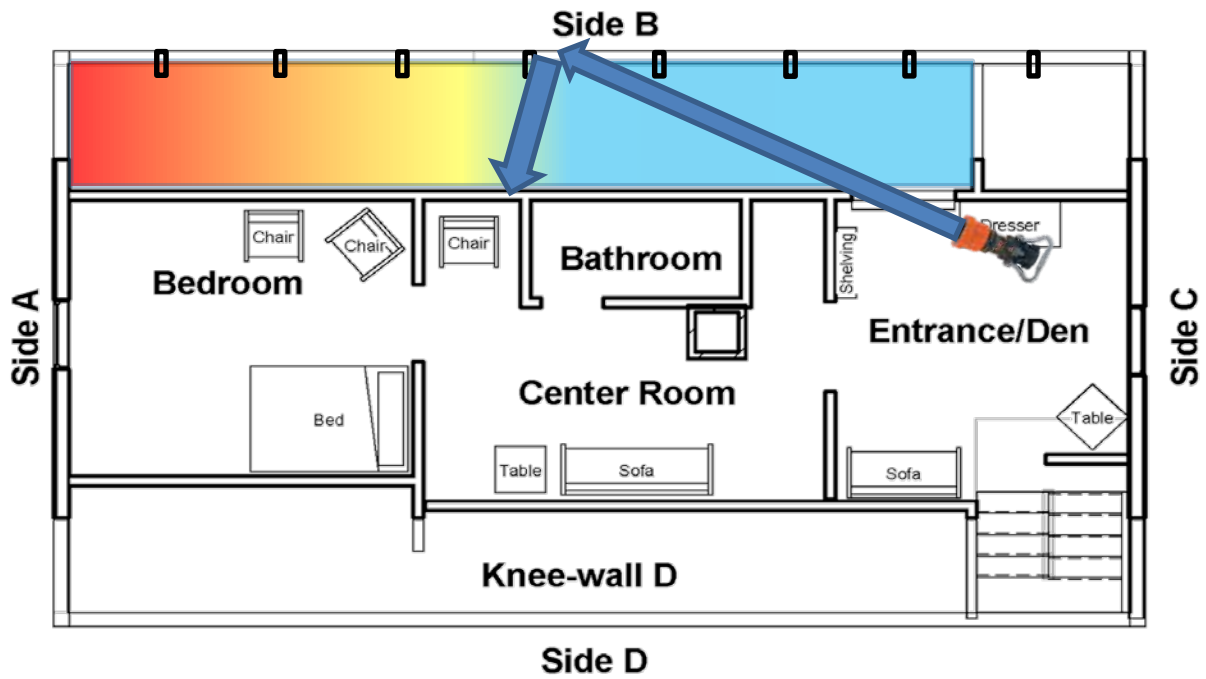 Side B
Chair
Chair
Chair
Dresser
Bedroom
Bathroom
[Shelving]
Side A
Side C
Entrance/Den
Center Room
Bed
Table
Table
Sofa
Sofa
Knee-wall D
Side D